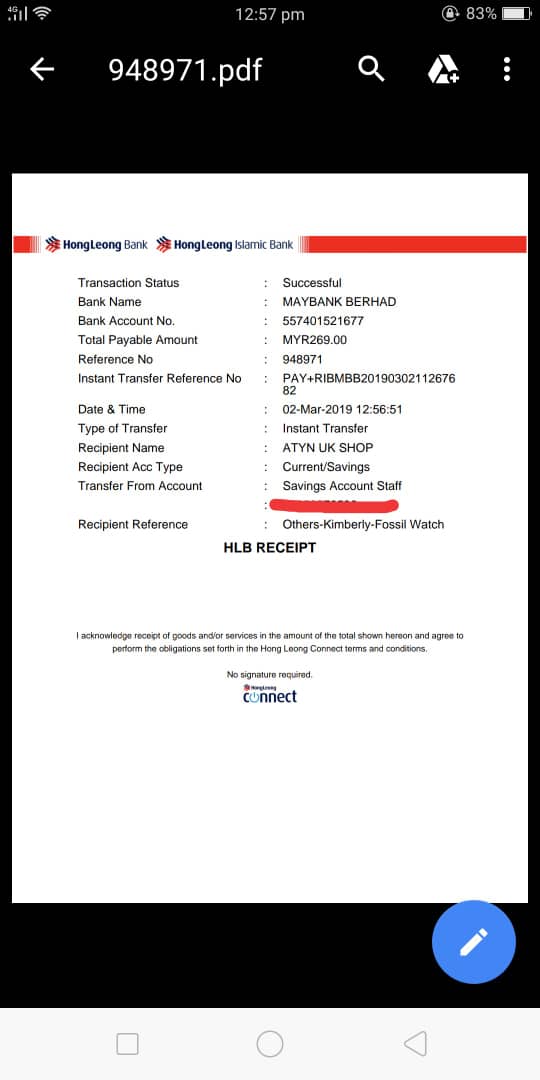 4G 12:57 pm 83%
948971.pdf
HongLeong Bank HongLeong Islamic Bank
Transaction Status : Successful
Bank Name : MAYBANK BERHAD
Bank Account No. : 557401521677
Total Payable Amount : MYR269.00
Reference No : 948971
Instant Transfer Reference No : PAY+RIBMBB20190302112676
82
Date & Time : 02-Mar-2019 12:56:51
Type of Transfer : Instant Transfer
Recipient Name : ATYN UK SHOP
Recipient Acc Type : Current/Savings
Transfer From Account : Savings Account Staff
:
Recipient Reference : Others-Kimberly-Fossil Watch
HLB RECEIPT
I acknowledge receipt of goods and/or services in the amount of the total shown hereon and agree to
perform the obligations set forth in the Hong Leong Connect terms and conditions.
No signature required.
HongLeong
Connect